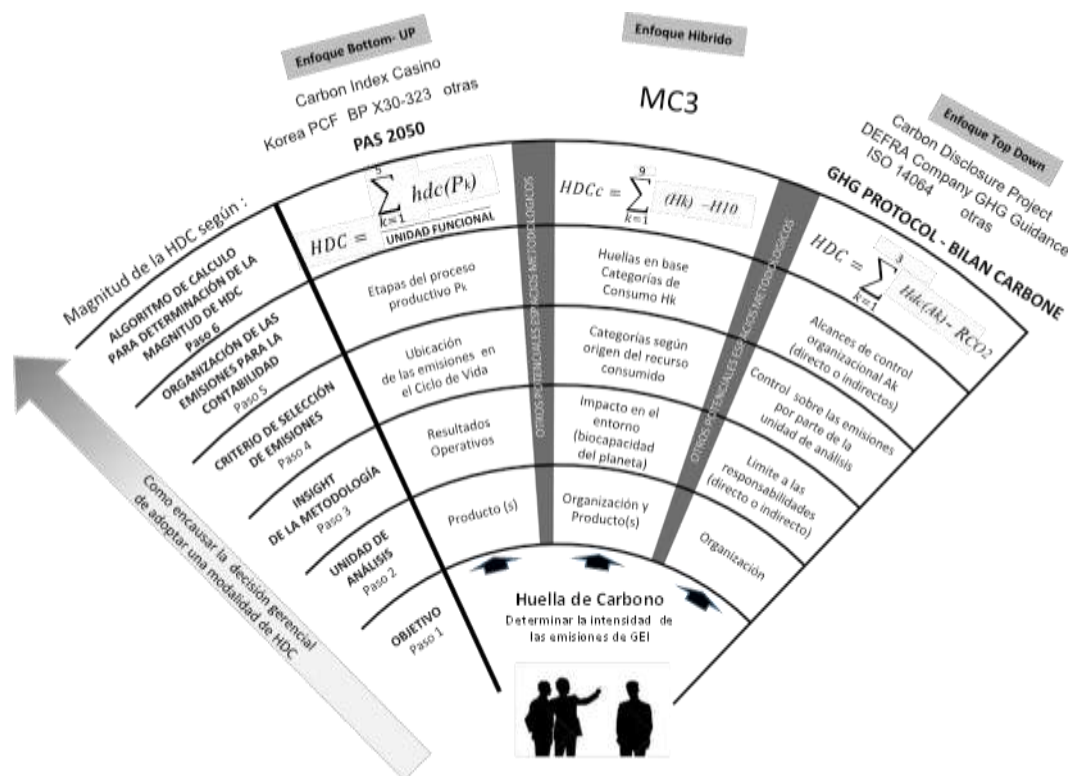 Enfoque Bottom- UP
Carbon Index Casino
Korea PCF BP X30-323 otras
PAS 2050
Enfoque Hibrido
MC3
Enfoque Top Down
Carbon Disclosure Project
DEFRA Company GHG Guidance
ISO 14064 otras
GHG PROTOCOL - BILAN CARBONE
Magnitud de la HDC según :
ALGORITMO DE CALCULO
PARA DETERMINACIÓN DE LA
MAGNITUD DE HDC
Paso 6
HDC = 5 ∑ k=1 hdc(Pk)
UNIDAD FUNCIONAL
HDCc = 9 ∑ k=1 (Hk) –H10
HDC = 3 ∑ k=1 Hdc(Ak)- RCO2
ORGANIZACIÓN DE LAS
EMISIONES PARA LA
CONTABILIDAD
Paso 5
Etapas del proceso
productivo Pk
Huellas en base
Categorías de
Consumo Hk
Alcances de control
organizacional Ak
(directo o indirectos)
CRITERIO DE SELECCIÓN
DE EMISIONES
Paso 4
Ubicación
de las emisiones en
el Ciclo de Vida
Categorías según
origen del recurso
consumido
Control sobre las emisiones
por parte de la
unidad de análisis
INSIGHT
DE LA METODOLOGÍA
Paso 3
Resultados
Operativos
Impacto en el
entorno
(biocapacidad
del planeta)
Limite a las
responsabilidades
(directo o indirecto)
UNIDAD DE
ANÁLISIS
Paso 2
Producto (s)
Organización y
Producto(s)
Organización
OBJETIVO
Paso 1
Huella de Carbono
Determinar la intensidad de
las emisiones de GEI
OTROS POTENCIALES ESPACIOS METODOLOGICOS
OTROS POTENCIALES ESPACIOS METODOLOGICOS
Como encausar la decisión gerencial
de adoptar una modalidad de HDC